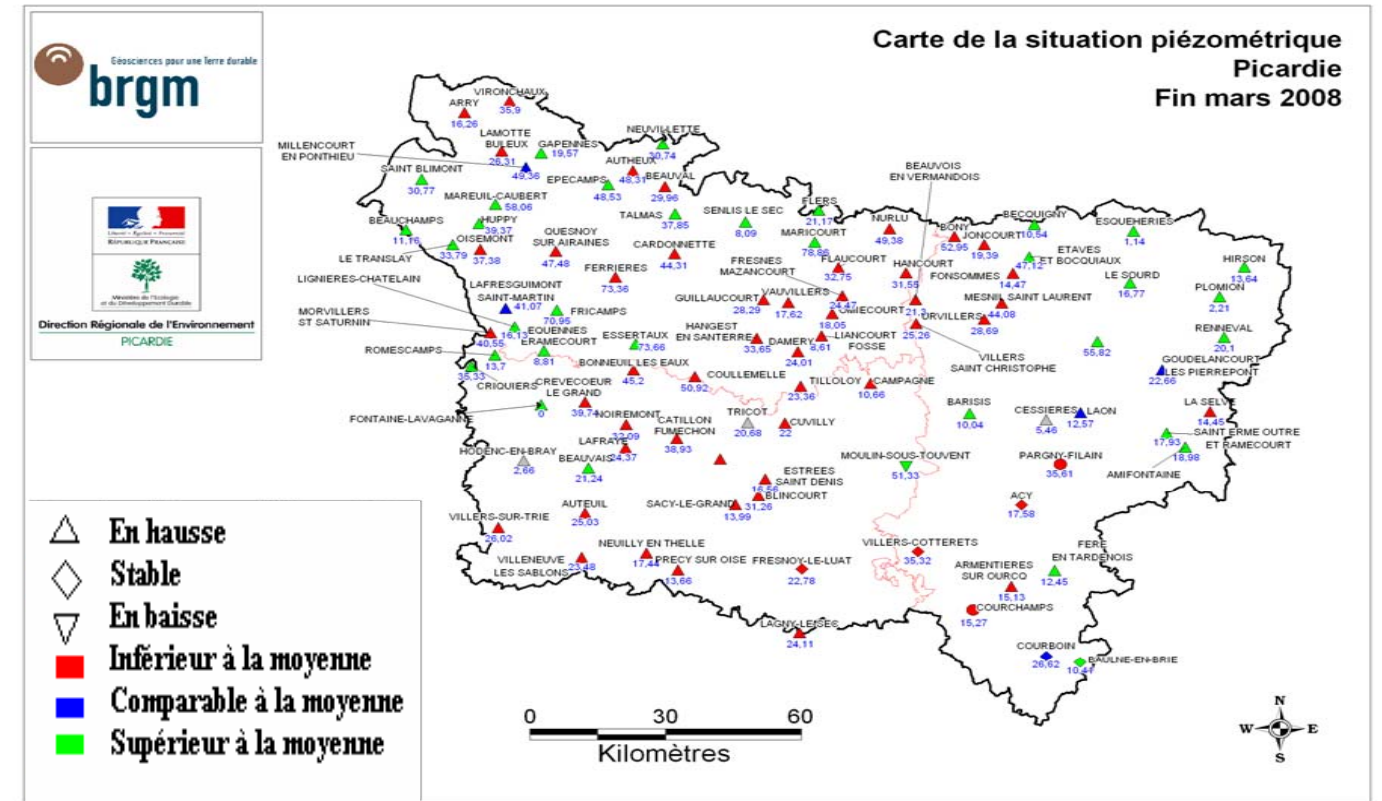 Géosciences pour une Terre durable
brgm
Liberté • Égalité • Fraternité
RÉPUBLIQUE FRANÇAISE
Direction Régionale de l'Environnement
PICARDIE
Carte de la situation piézométrique
Picardie
Fin mars 2008
VIRONCHAUX
35,9
ARRY
16,26
LAMOTTE
BULEUX
26,31
MILLENCOURT
EN PONTHIEU
49,36
GAPENNES
19,57
NEUVILLETTE
30,74
AUTHEUX
48,31
BEAUVAL
29,96
SAINT BLIMONT
30,77
EPECAMPS
48,53
MAREUIL-CAUBERT
58,06
BEAUCHAMPS
11,16
HUPPY
39,37
OISEMONT
37,38
LE TRANSLAY
33,79
QUESNOY
SUR AIRAINES
47,48
TALMAS
37,85
SENLIS LE SEC
8,09
CARDONNETTE
44,31
FERRIERES
73,36
FLERS
21,17
MARICOURT
78,86
NURLU
49,38
BEAUVOIS
EN VERMANDOIS
21,3
BONY
52,95
JONCOURT
19,39
BECQUIGNY
10,54
ESQUEHERIES
1,14
ETAVES
ET BOCQUIAUX
47,12
HIRSON
13,64
FRESNES
MAZANCOURT
24,47
FLAUCOURT
32,75
HANCOURT
31,55
FONSOMMES
14,47
LE SOURD
16,77
PLOMION
2,21
LIGNIERES-CHATELAIN
16,13
LAFRESGUIMONT
SAINT-MARTIN
41,07
FRICAMPS
70,95
GUILLAUCOURT
28,29
VAUVILLERS
17,62
OMIECOURT
18,05
MESNIL SAINT LAURENT
44,08
URVILLERS
28,69
MORVILLERS
ST SATURNIN
40,55
ROMESCAMPS
13,7
EQUENNES
ERAMECOURT
8,81
ESSERTAUX
73,66
HANGEST
EN SANTERRE
33,65
DAMERY
24,01
LIANCOURT
FOSSE
8,61
25,26
VILLERS
SAINT CHRISTOPHE
55,82
RENNEVAL
20,1
GOUDELANCOURT
LES PIERREPONT
22,66
35,33
CRIQUIERS
BONNEUIL LES EAUX
45,2
COULLEMELLE
50,92
TILLOLOY
23,36
CAMPAGNE
10,66
CREVECOEUR
LE GRAND
39,74
FONTAINE-LAVAGANNE
0
NOIREMONT
32,09
CATILLON
FUMECHON
38,93
TRICOT
20,68
CUVILLY
22
BARISIS
10,04
CESSIERES
5,46
LAON
12,57
LA SELVE
14,45
SAINT ERME OUTRE
ET RAMECOURT
17,93
AMIFONTAINE
18,98
LAFRAYE
24,37
HODENC-EN-BRAY
2,66
BEAUVAIS
21,24
MOULIN-SOUS-TOUVENT
51,33
PARGNY-FILAIN
35,61
ESTREES
SAINT DENIS
16,56
BLINCOURT
31,26
SACY-LE-GRAND
13,99
ACY
17,58
AUTEUIL
25,03
VILLERS-SUR-TRIE
26,02
VILLENEUVE
LES SABLONS
23,48
NEUILLY EN THELLE
17,44
PRECY SUR OISE
13,66
FRESNOY-LE-LUAT
22,78
VILLERS-COTTERETS
35,32
ARMENTIERES
SUR OURCQ
15,13
FERE
EN TARDENOIS
12,45
COURCHAMPS
15,27
LAGNY-LE-SEC
24,11
COURBOIN
26,62
BAULNE-EN-BRIE
10,41
En hausse
Stable
En baisse
Inférieur à la moyenne
Comparable à la moyenne
Supérieur à la moyenne
0 30 60
Kilomètres
N
W E
S